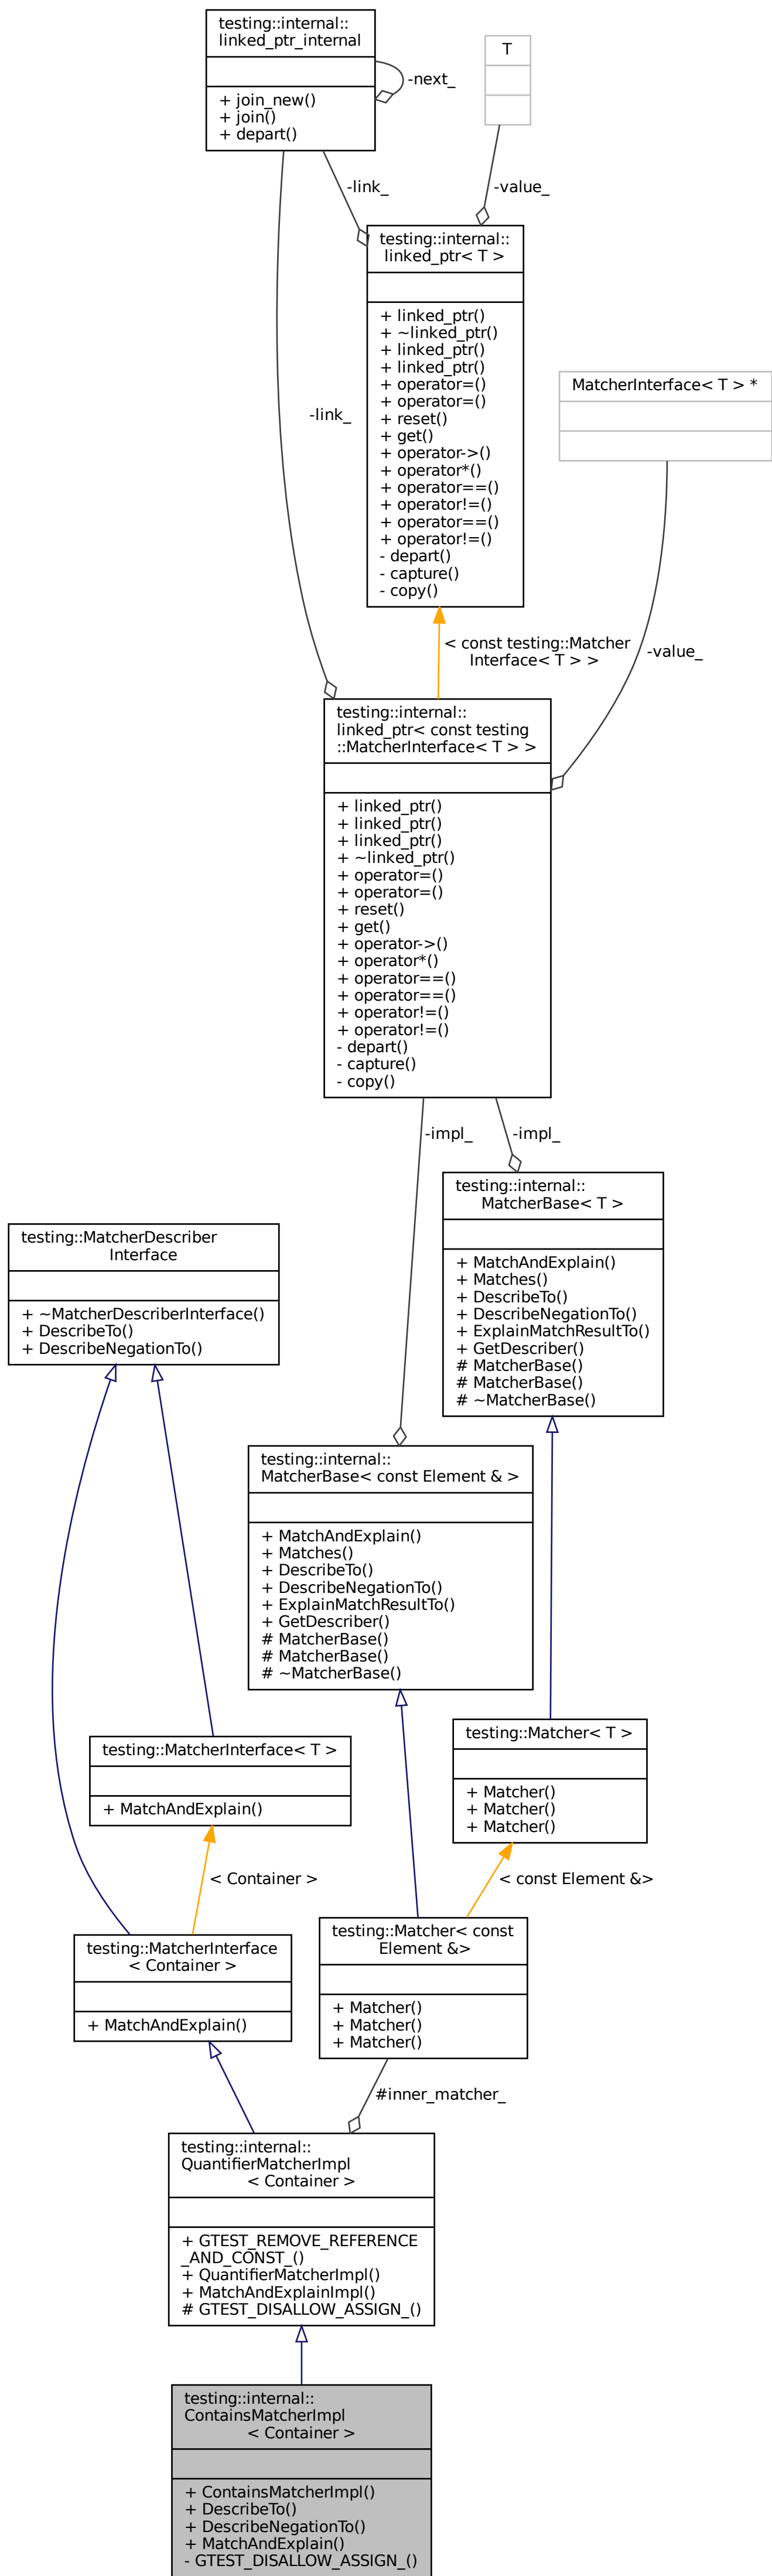 testing::internal::
linked_ptr_internal
+ join_new()
+ join()
+ depart()
-next_
T
-link_
-value_
testing::internal::
linked_ptr< T >
+ linked_ptr()
+ ~linked_ptr()
+ linked_ptr()
+ linked_ptr()
+ operator=()
+ operator=()
+ reset()
+ get()
+ operator->()
+ operator*()
+ operator==()
+ operator!=()
+ operator==()
+ operator!=()
- depart()
- capture()
- copy()
MatcherInterface< T > *
-link_
< const testing::Matcher
Interface< T > >
-value_
testing::internal::
linked_ptr< const testing
::MatcherInterface< T > >
+ linked_ptr()
+ linked_ptr()
+ linked_ptr()
+ ~linked_ptr()
+ operator=()
+ operator=()
+ reset()
+ get()
+ operator->()
+ operator*()
+ operator==()
+ operator==()
+ operator!=()
+ operator!=()
- depart()
- capture()
- copy()
-impl_
-impl_
testing::internal::
MatcherBase< T >
+ MatchAndExplain()
+ Matches()
+ DescribeTo()
+ DescribeNegationTo()
+ ExplainMatchResultTo()
+ GetDescriber()
# MatcherBase()
# MatcherBase()
# ~MatcherBase()
testing::MatcherDescriber
Interface
+ ~MatcherDescriberInterface()
+ DescribeTo()
+ DescribeNegationTo()
testing::internal::
MatcherBase< const Element & >
+ MatchAndExplain()
+ Matches()
+ DescribeTo()
+ DescribeNegationTo()
+ ExplainMatchResultTo()
+ GetDescriber()
# MatcherBase()
# MatcherBase()
# ~MatcherBase()
testing::Matcher< T >
+ Matcher()
+ Matcher()
+ Matcher()
testing::MatcherInterface< T >
+ MatchAndExplain()
< Container >
< const Element &>
testing::MatcherInterface
< Container >
+ MatchAndExplain()
testing::Matcher< const
Element &>
+ Matcher()
+ Matcher()
+ Matcher()
#inner_matcher_
testing::internal::
QuantifierMatcherImpl
< Container >
+ GTEST_REMOVE_REFERENCE
_AND_CONST_()
+ QuantifierMatcherImpl()
+ MatchAndExplainImpl()
# GTEST_DISALLOW_ASSIGN_()
testing::internal::
ContainsMatcherImpl
< Container >
+ ContainsMatcherImpl()
+ DescribeTo()
+ DescribeNegationTo()
+ MatchAndExplain()
- GTEST_DISALLOW_ASSIGN_()